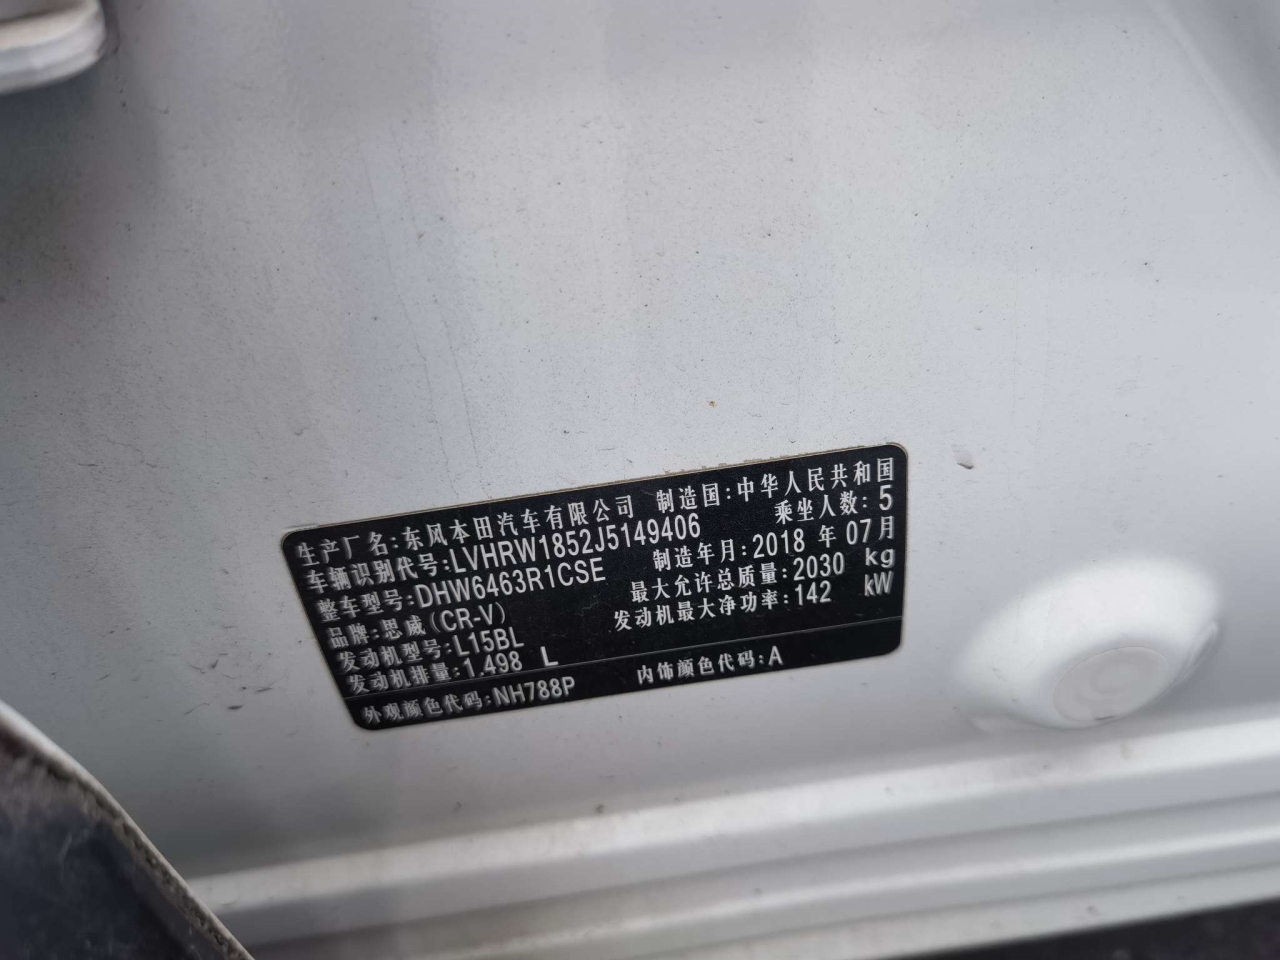 生产厂名:东风本田汽车有限公司 制造国:中华人民共和国
车辆识别代号:LVHRW1852J5149406 乘坐人数:5
整车型号:DHW6463R1CSE 制造年月:2018 年 07月
品牌:思威(CR-V) 最大允许总质量:2030 kg
发动机型号:L15BL 发动机最大净功率:142 kW
发动机排量:1.498 L
外观颜色代码:NH788P 内饰颜色代码:A